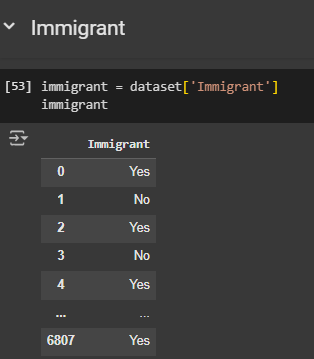 Immigrant
[53] immigrant = dataset['Immigrant']
immigrant
Immigrant
0 Yes
1 No
2 Yes
3 No
4 Yes
... ...
6807 Yes